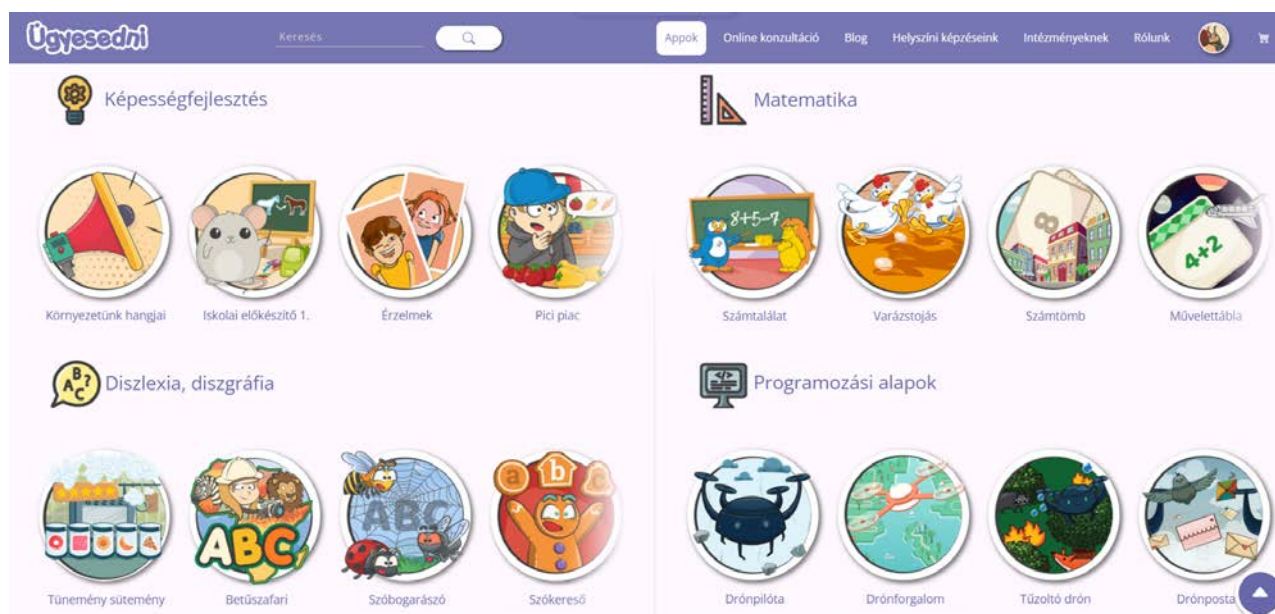 Ügyesedni
Keresés
Appok
Online konzultáció
Blog
Helyszíni képzéseink
Intézményeknek
Rólunk
Képességfejlesztés
Környezetünk hangjai
Iskolai előkészítő 1.
Érzelmek
Pici piac
Matematika
8+5-7
8
4+2
Számtalálat
Varázstojás
Számtömb
Művelettábla
A B ? C
Diszlexia, diszgráfia
ABC
ABC
a b c
Tünemény sütemény
Betűszafari
Szóbogarászó
Szókereső
</>
Programozási alapok
Drónpilóta
Drónforgalom
Tűzoltó drón
Drónposta